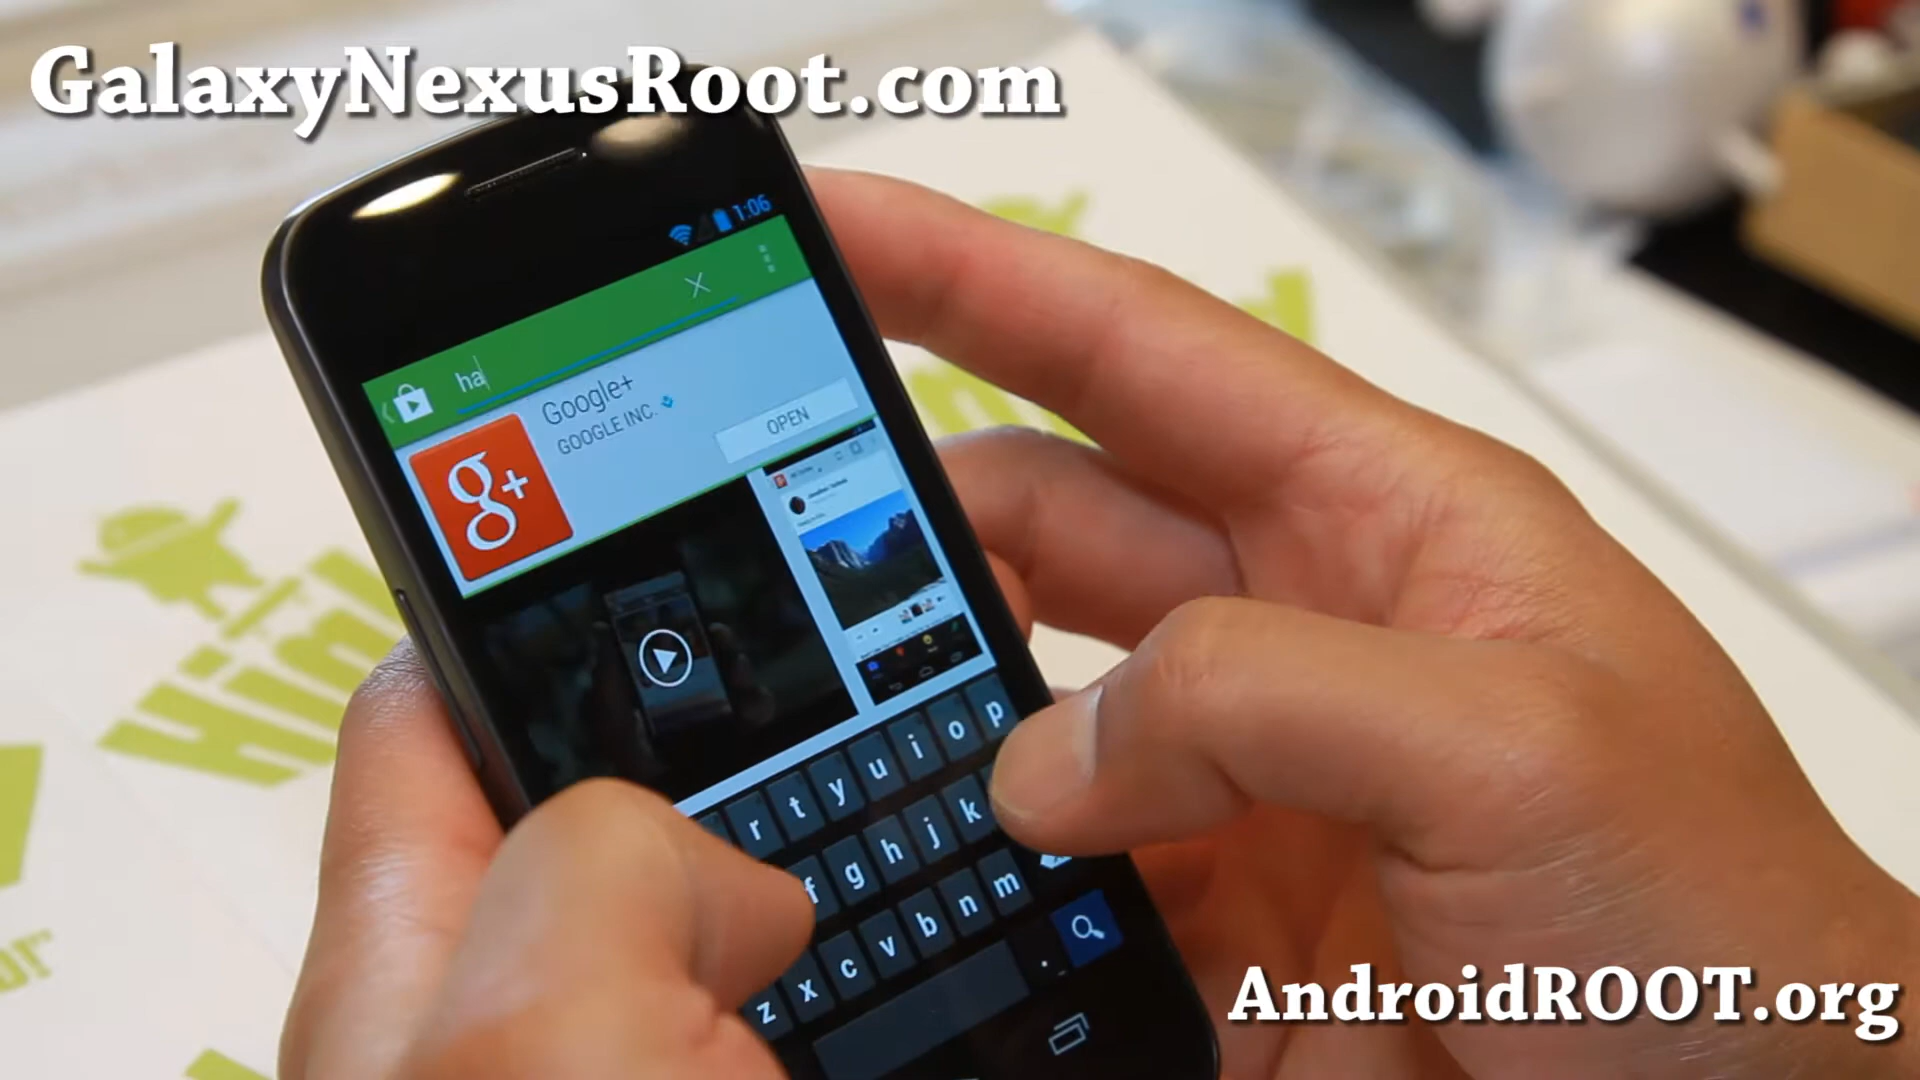 GalaxyNexusRoot.com
1:06
ha
Google+
GOOGLE INC.
OPEN
g+
p
o
i
u
y
t
r
k
j
h
g
f
m
n
b
v
c
x
z
.
AndroidROOT.org